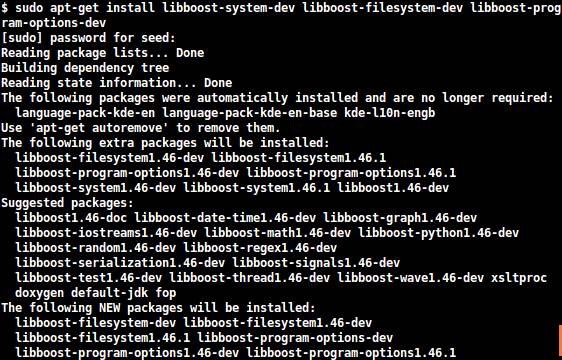 $ sudo apt-get install libboost-system-dev libboost-filesystem-dev libboost-prog
ram-options-dev
[sudo] password for seed:
Reading package lists... Done
Building dependency tree
Reading state information... Done
The following packages were automatically installed and are no longer required:
  language-pack-kde-en language-pack-kde-en-base kde-l10n-engb
Use 'apt-get autoremove' to remove them.
The following extra packages will be installed:
  libboost-filesystem1.46-dev libboost-filesystem1.46.1
  libboost-program-options1.46-dev libboost-program-options1.46.1
  libboost-system1.46-dev libboost-system1.46.1 libboost1.46-dev
Suggested packages:
  libboost1.46-doc libboost-date-time1.46-dev libboost-graph1.46-dev
  libboost-iostreams1.46-dev libboost-math1.46-dev libboost-python1.46-dev
  libboost-random1.46-dev libboost-regex1.46-dev
  libboost-serialization1.46-dev libboost-signals1.46-dev
  libboost-test1.46-dev libboost-thread1.46-dev libboost-wave1.46-dev xsltproc
  doxygen default-jdk fop
The following NEW packages will be installed:
  libboost-filesystem-dev libboost-filesystem1.46-dev
  libboost-filesystem1.46.1 libboost-program-options-dev
  libboost-program-options1.46-dev libboost-program-options1.46.1